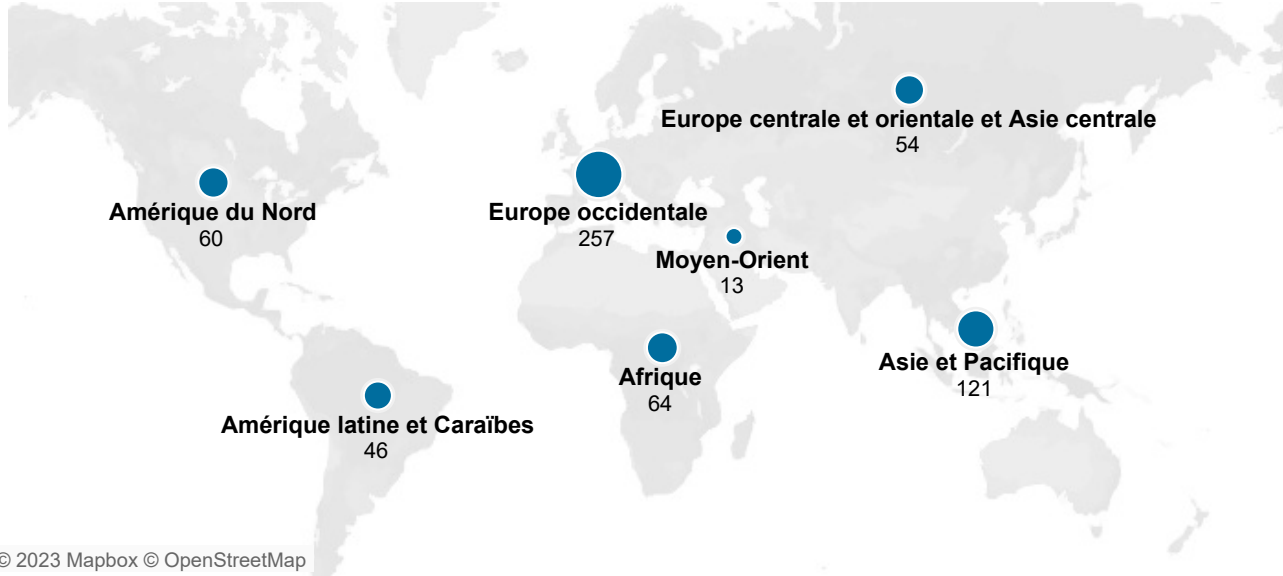 Europe centrale et orientale et Asie centrale
54
Amérique du Nord
60
Europe occidentale
257
Moyen-Orient
13
Asie et Pacifique
121
Afrique
64
Amérique latine et Caraïbes
46
© 2023 Mapbox © OpenStreetMap